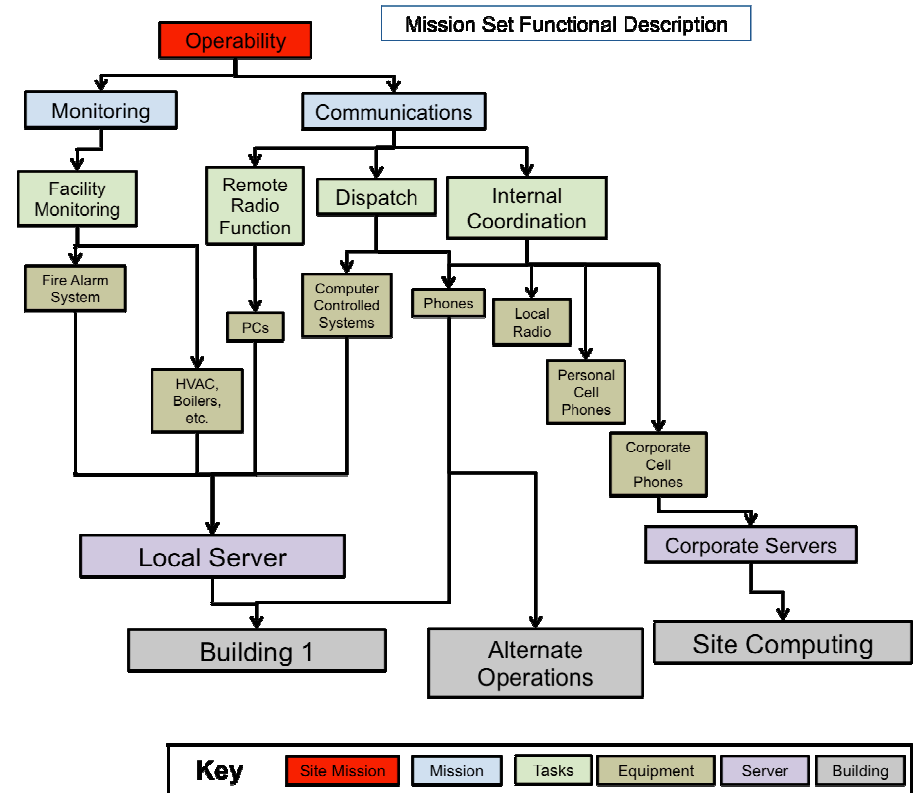 Mission Set Functional Description
Operability
Monitoring
Communications
Facility
Monitoring
Remote
Radio
Function
Dispatch
Internal
Coordination
Fire Alarm
System
PCs
Computer
Controlled
Systems
Phones
Local
Radio
HVAC,
Boilers,
etc.
Personal
Cell
Phones
Corporate
Cell
Phones
Local Server
Corporate Servers
Building 1
Alternate
Operations
Site Computing
Key
Site Mission
Mission
Tasks
Equipment
Server
Building